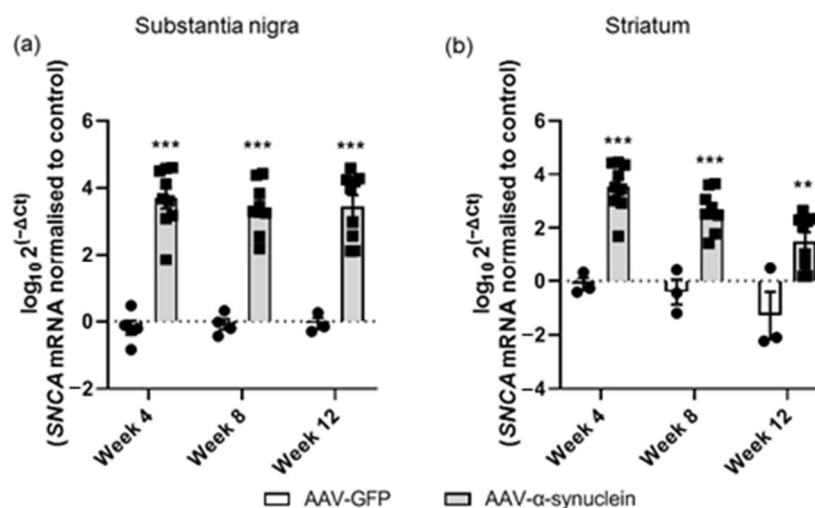 Substantia nigra
Striatum
(a)
(b)
log10 2(-ΔCt)
(SNCA mRNA normalised to control)
6
4
2
0
−2
***
***
***
Week 4
Week 8
Week 12
log10 2(-ΔCt)
(SNCA mRNA normalised to control)
6
4
2
0
−2
−4
***
***
**
Week 4
Week 8
Week 12
AAV-GFP
AAV-α-synuclein